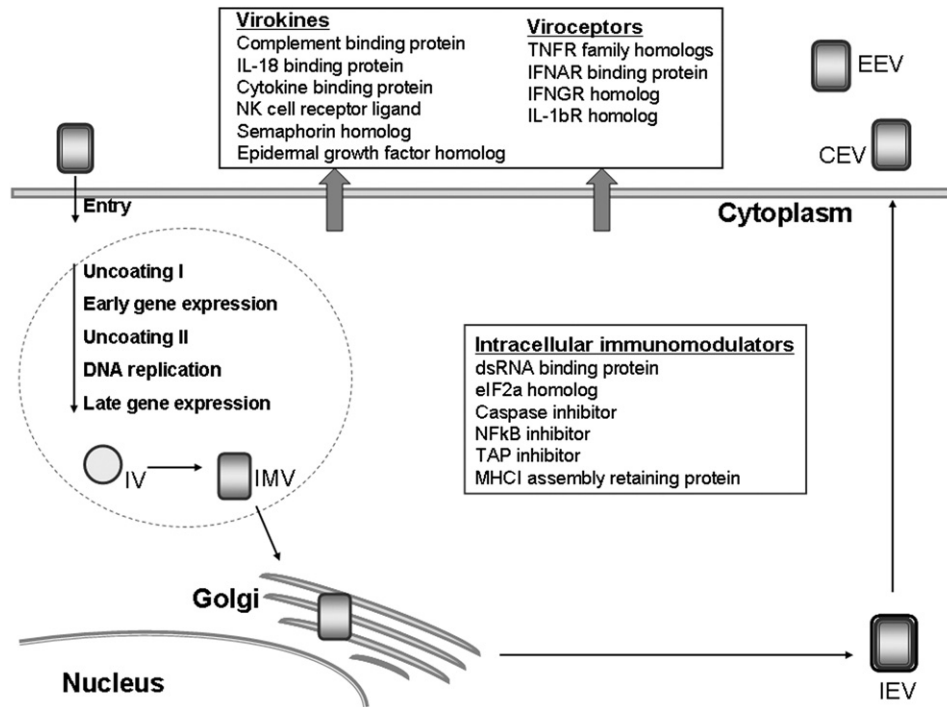 Virokines
Complement binding protein
IL-18 binding protein
Cytokine binding protein
NK cell receptor ligand
Semaphorin homolog
Epidermal growth factor homolog
Viroceptors
TNFR family homologs
IFNAR binding protein
IFNGR homolog
IL-1bR homolog
EEV
CEV
Entry
Cytoplasm
Uncoating I
Early gene expression
Uncoating II
DNA replication
Late gene expression
IV
IMV
Intracellular immunomodulators
dsRNA binding protein
eIF2a homolog
Caspase inhibitor
NFkB inhibitor
TAP inhibitor
MHCI assembly retaining protein
Golgi
Nucleus
IEV